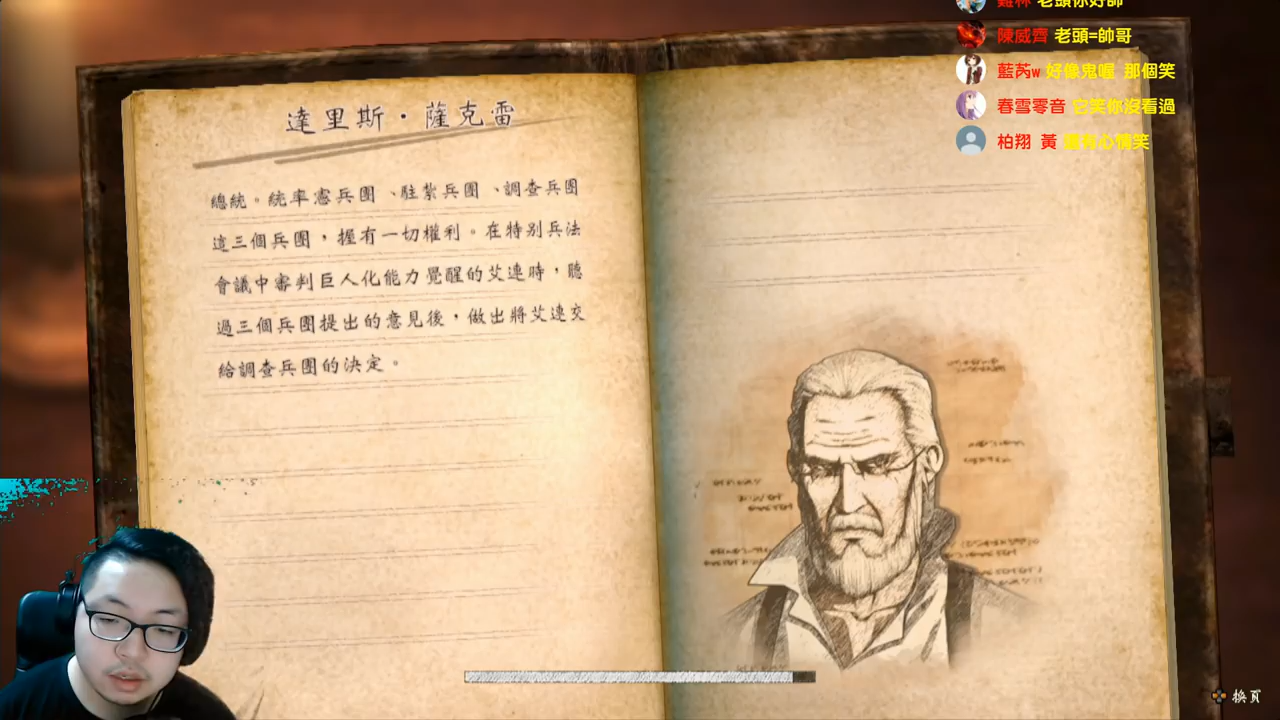 達里斯・薩克雷
總統。統率憲兵團、駐紮兵團、調查兵團
這三個兵團，握有一切權利。在特別兵法
會議中審判巨人化能力覺醒的艾連時，聽
過三個兵團提出的意見後，做出將艾連交
給調查兵團的決定。
雞林 老頭你好帥
陳威齊 老頭=帥哥
藍芮w 好像鬼喔 那個笑
春雪零音 它笑你沒看過
柏翔 黃 還有心情笑
換頁